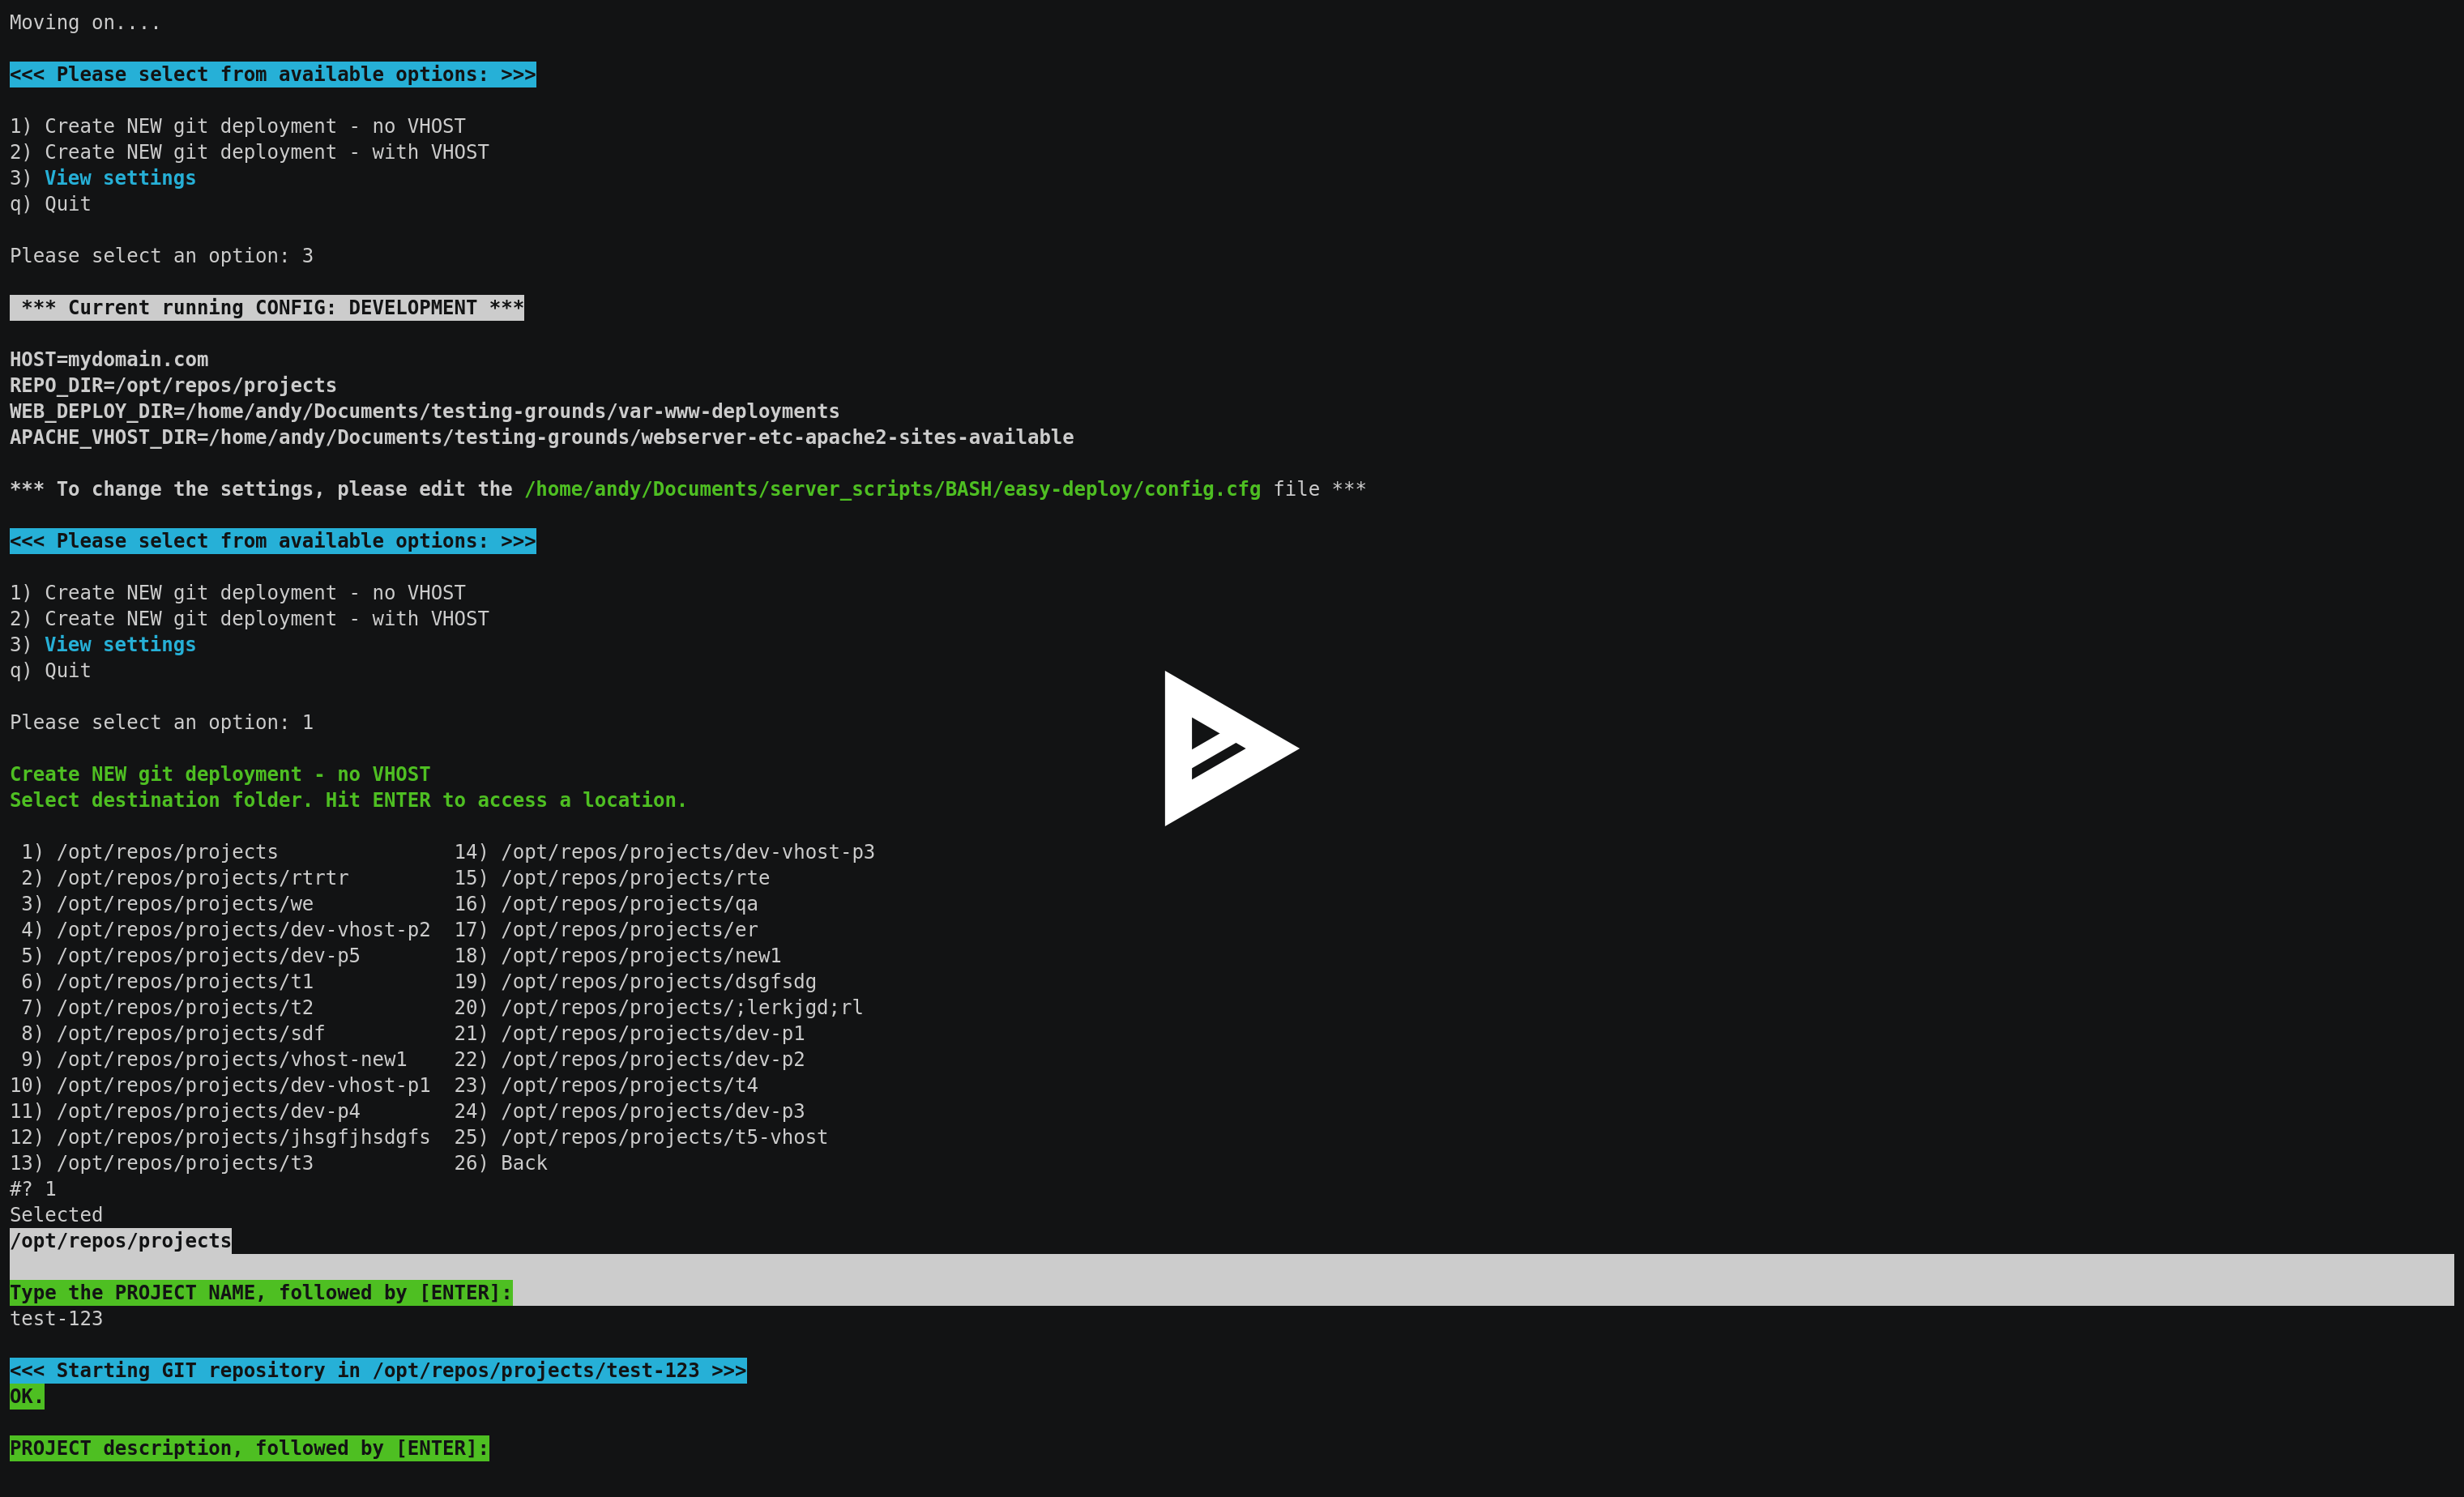 Moving on....
<<< Please select from available options: >>>
1) Create NEW git deployment - no VHOST
2) Create NEW git deployment - with VHOST
3) View settings
q) Quit
Please select an option: 3
*** Current running CONFIG: DEVELOPMENT ***
HOST=mydomain.com
REPO_DIR=/opt/repos/projects
WEB_DEPLOY_DIR=/home/andy/Documents/testing-grounds/var-www-deployments
APACHE_VHOST_DIR=/home/andy/Documents/testing-grounds/webserver-etc-apache2-sites-available
*** To change the settings, please edit the /home/andy/Documents/server_scripts/BASH/easy-deploy/config.cfg file ***
<<< Please select from available options: >>>
1) Create NEW git deployment - no VHOST
2) Create NEW git deployment - with VHOST
3) View settings
q) Quit
Please select an option: 1
Create NEW git deployment - no VHOST
Select destination folder. Hit ENTER to access a location.
1) /opt/repos/projects 14) /opt/repos/projects/dev-vhost-p3
2) /opt/repos/projects/rtrtr 15) /opt/repos/projects/rte
3) /opt/repos/projects/we 16) /opt/repos/projects/qa
4) /opt/repos/projects/dev-vhost-p2 17) /opt/repos/projects/er
5) /opt/repos/projects/dev-p5 18) /opt/repos/projects/new1
6) /opt/repos/projects/t1 19) /opt/repos/projects/dsgfsdg
7) /opt/repos/projects/t2 20) /opt/repos/projects/;lerkjgd;rl
8) /opt/repos/projects/sdf 21) /opt/repos/projects/dev-p1
9) /opt/repos/projects/vhost-new1 22) /opt/repos/projects/dev-p2
10) /opt/repos/projects/dev-vhost-p1 23) /opt/repos/projects/t4
11) /opt/repos/projects/dev-p4 24) /opt/repos/projects/dev-p3
12) /opt/repos/projects/jhsgfjhsdgfs 25) /opt/repos/projects/t5-vhost
13) /opt/repos/projects/t3 26) Back
#? 1
Selected
/opt/repos/projects
Type the PROJECT NAME, followed by [ENTER]:
test-123
<<< Starting GIT repository in /opt/repos/projects/test-123 >>>
OK.
PROJECT description, followed by [ENTER]: